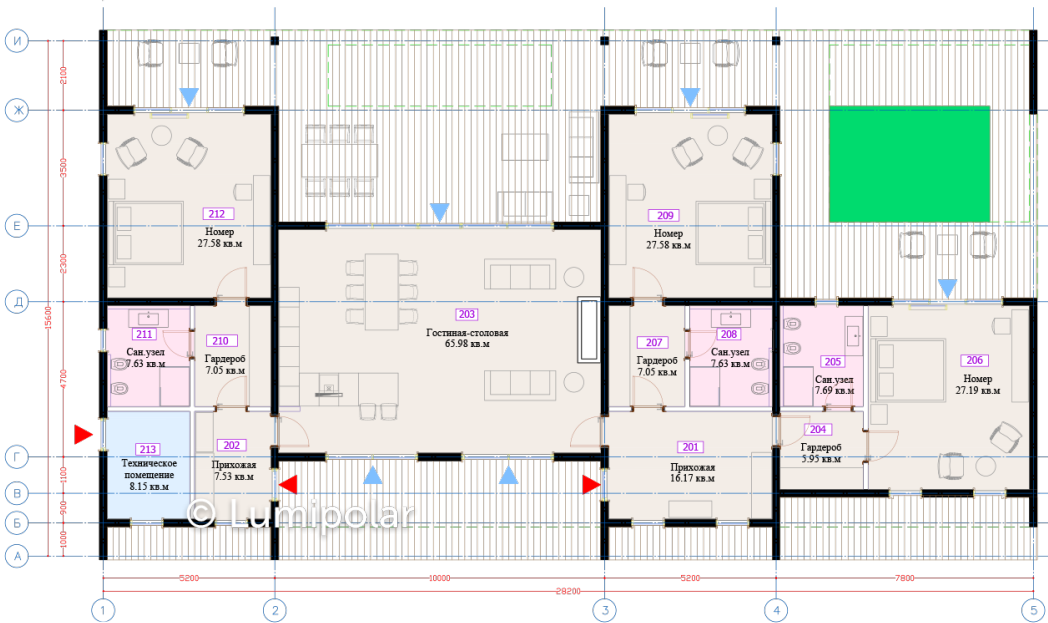 И
Ж
Е
Д
Г
В
Б
А
2100
3500
2300
4700
1100
900
1000
15600
212
Номер
27.58 кв.м
209
Номер
27.58 кв.м
203
Гостиная-столовая
65.98 кв.м
211
Сан.узел
7.63 кв.м
210
Гардероб
7.05 кв.м
207
Гардероб
7.05 кв.м
208
Сан.узел
7.63 кв.м
205
Сан.узел
7.69 кв.м
206
Номер
27.19 кв.м
213
Техническое
помещение
8.15 кв.м
202
Прихожая
7.53 кв.м
201
Прихожая
16.17 кв.м
204
Гардероб
5.95 кв.м
© Lumipolar
5200
10000
5200
7800
28200
1
2
3
4
5